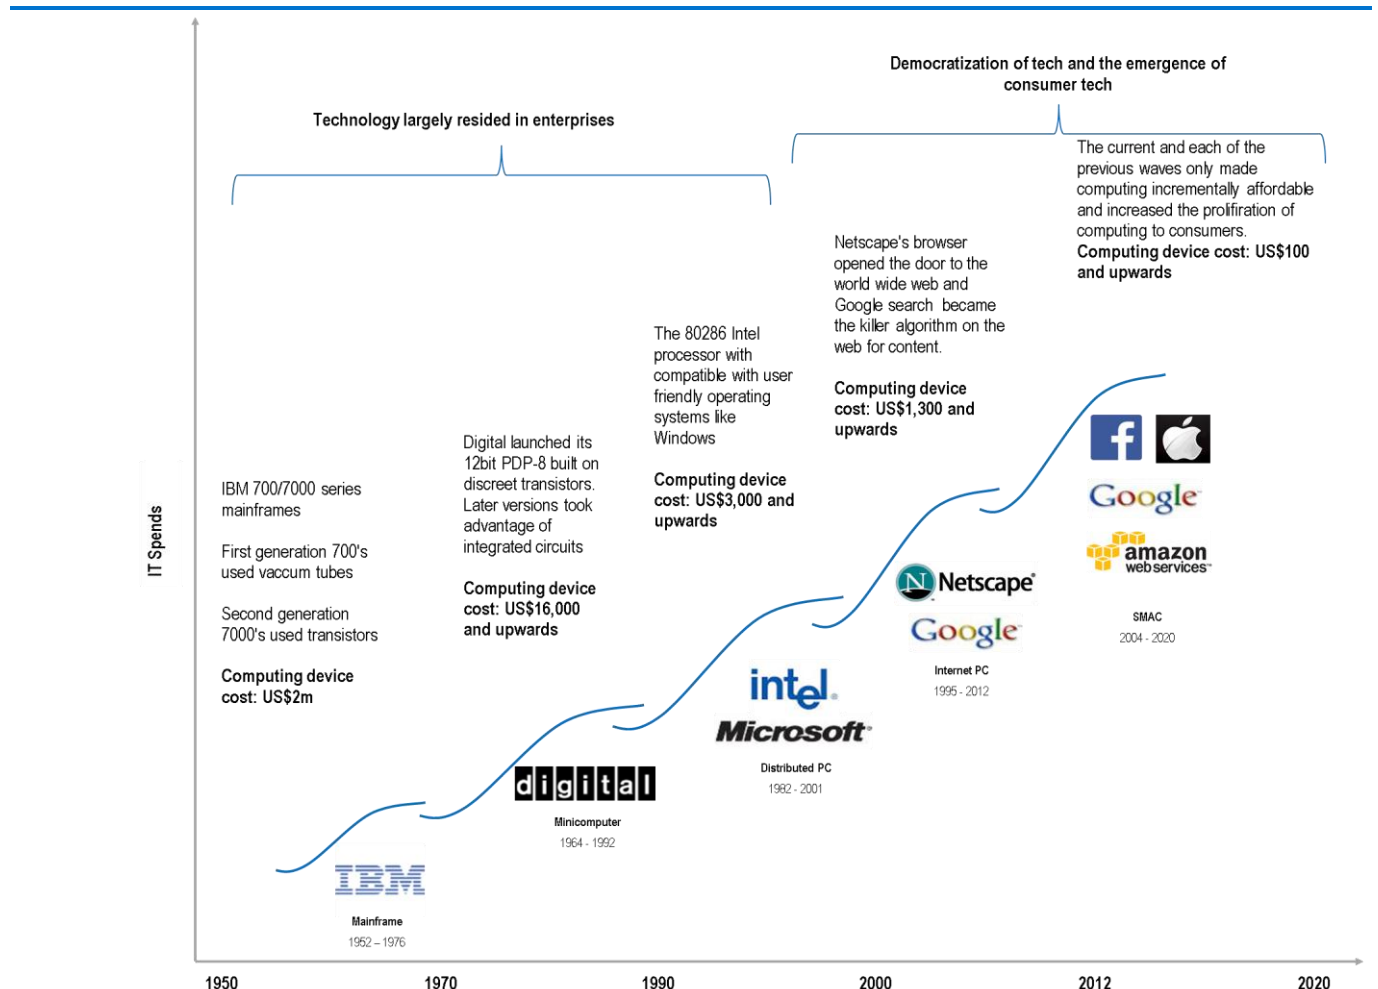 Democratization of tech and the emergence of
consumer tech
Technology largely resided in enterprises
The current and each of the
previous waves only made
computing incrementally affordable
and increased the prolifiration of
computing to consumers.
Computing device cost: US$100
and upwards
Netscape's browser
opened the door to the
world wide web and
Google search became
the killer algorithm on the
web for content.
Computing device
cost: US$1,300 and
upwards
The 80286 Intel
processor with
compatible with user
friendly operating
systems like
Windows
Computing device
cost: US$3,000 and
upwards
Digital launched its
12bit PDP-8 built on
discreet transistors.
Later versions took
advantage of
integrated circuits
Computing device
cost: US$16,000
and upwards
IBM 700/7000 series
mainframes
First generation 700's
used vaccum tubes
Second generation
7000's used transistors
Computing device
cost: US$2m
IT Spends
f
Google™
amazon
webservices™
SMAC
2004 - 2020
N Netscape®
Google™
Internet PC
1995 - 2012
intel®
Microsoft®
Distributed PC
1982 - 2001
digital
Minicomputer
1964 - 1992
IBM
Mainframe
1952 – 1976
1950 1970 1990 2000 2012 2020